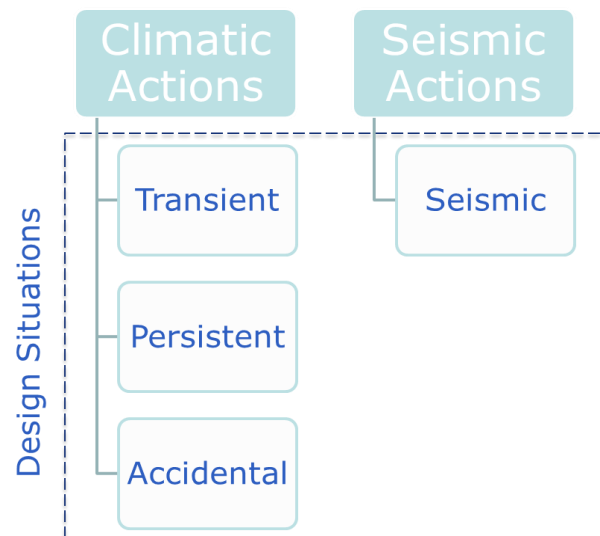 Climatic
Actions
Seismic
Actions
Design Situations
Transient
Seismic
Persistent
Accidental